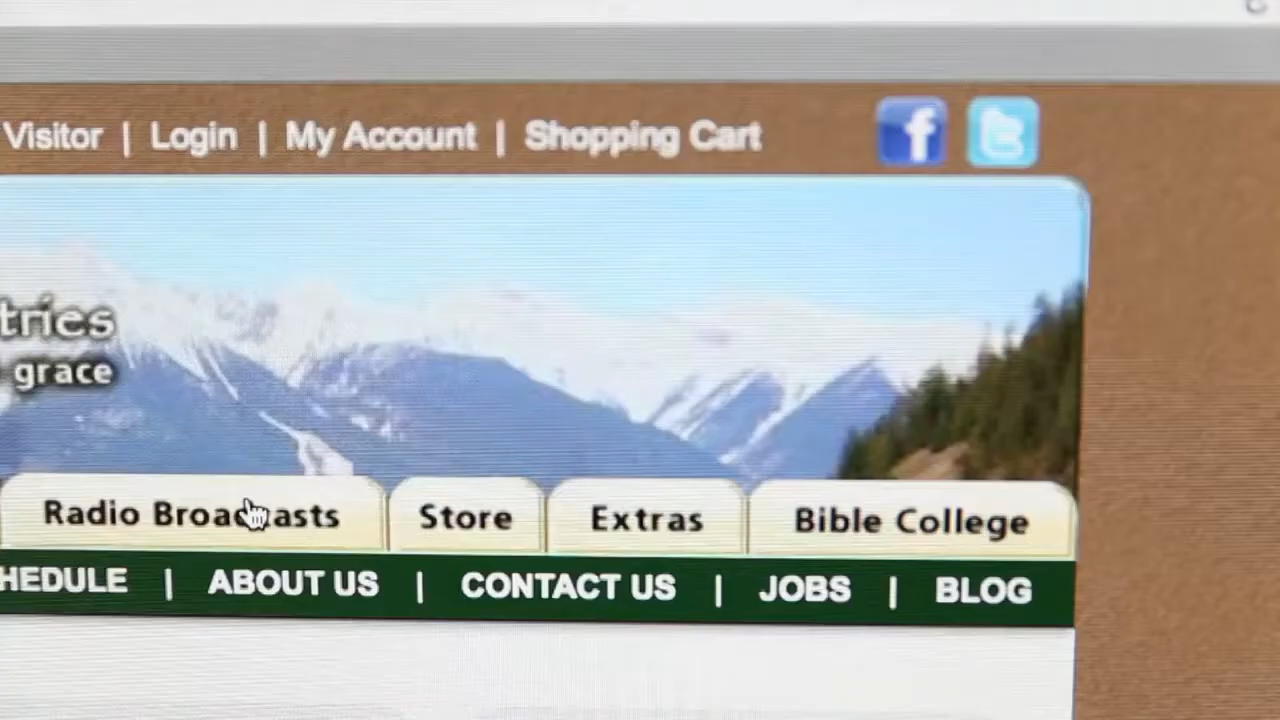 Visitor | Login | My Account | Shopping Cart
tries
grace
Radio Broadcasts Store Extras Bible College
HEDULE | ABOUT US | CONTACT US | JOBS | BLOG